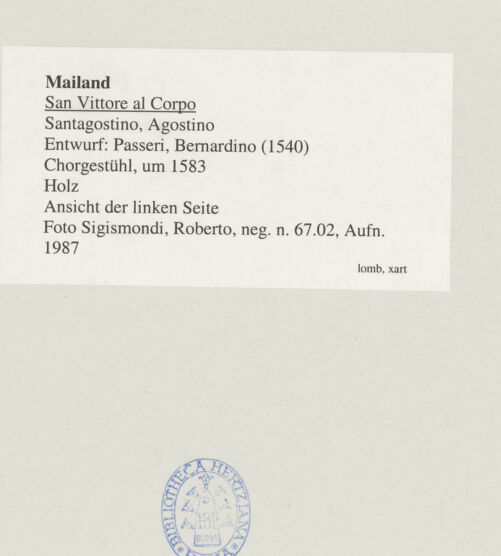 Mailand
San Vittore al Corpo
Santagostino, Agostino
Entwurf: Passeri, Bernardino (1540)
Chorgestühl, um 1583
Holz
Ansicht der linken Seite
Foto Sigismondi, Roberto, neg. n. 67.02, Aufn.
1987
lomb, xart
BIBLIOTHECA HERTZIANA
ROMA